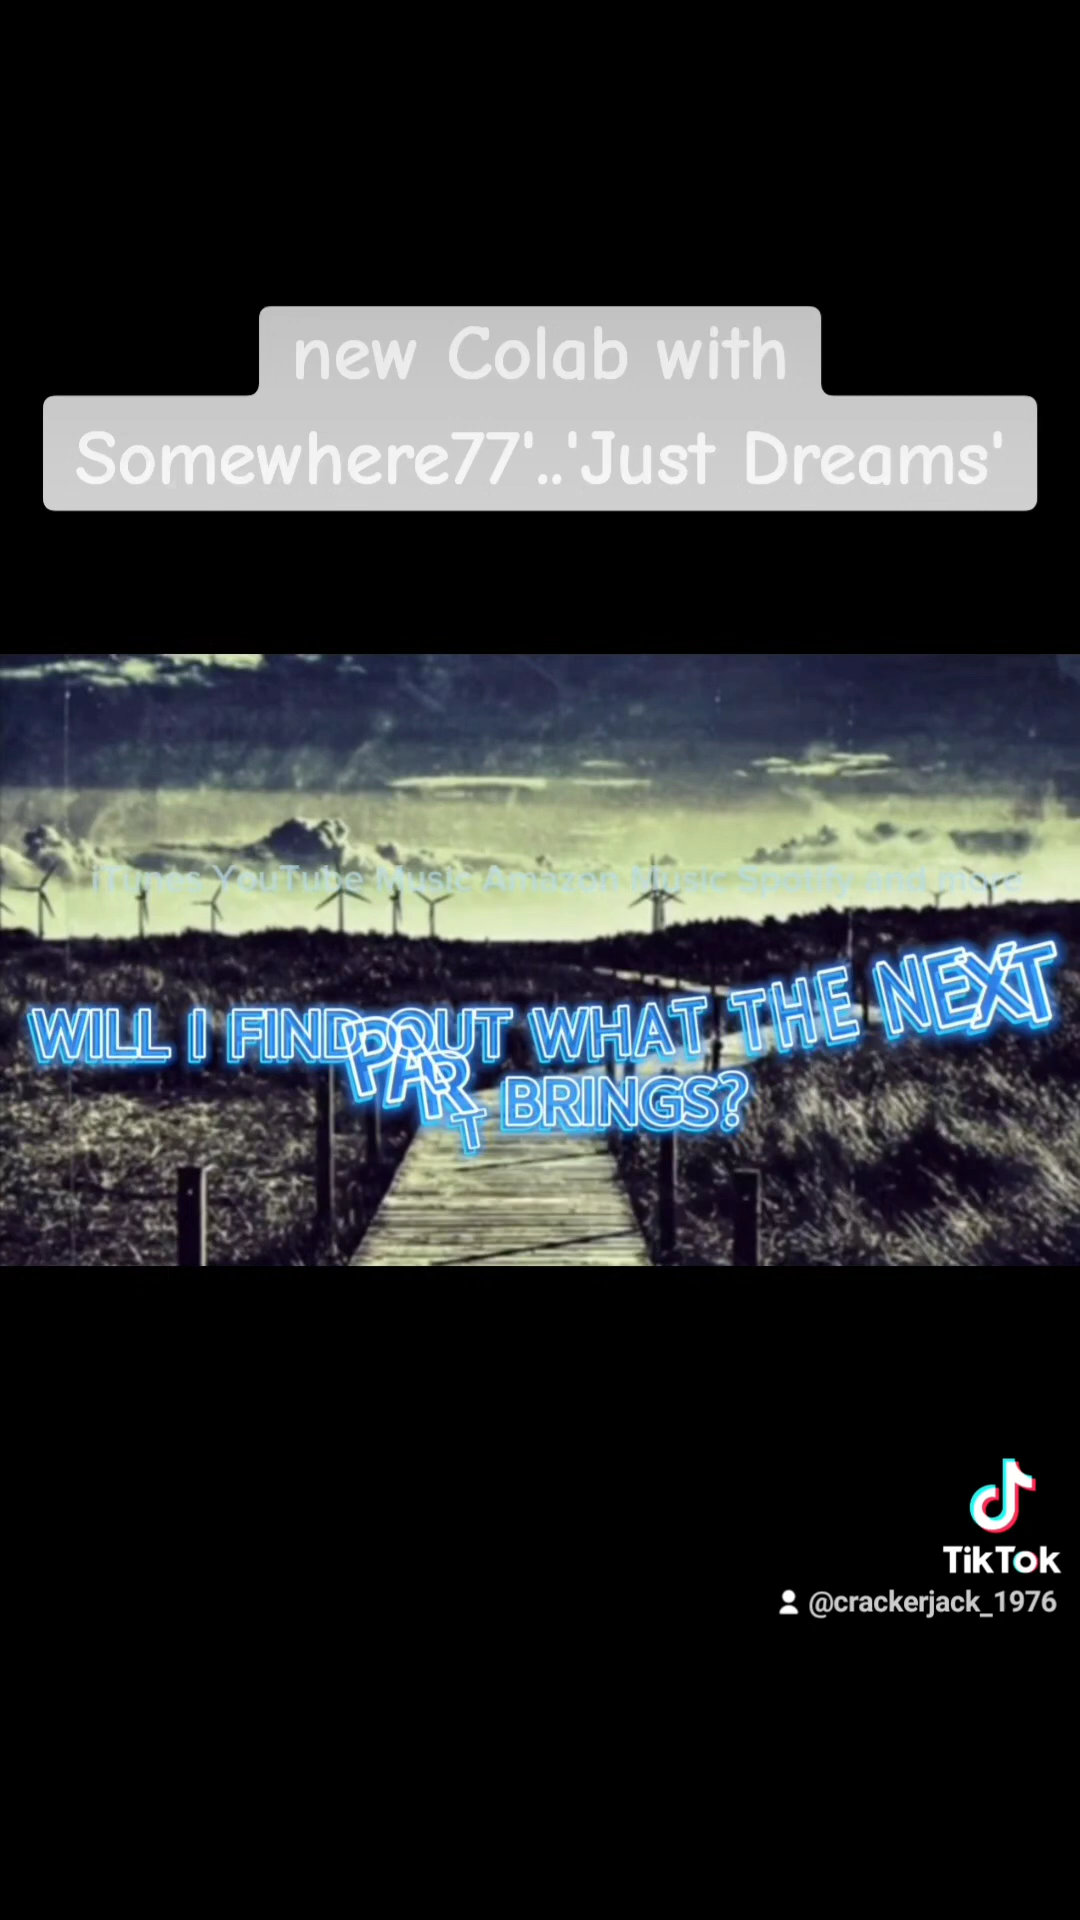 new Colab with
Somewhere77'..'Just Dreams'
iTunes YouTube Music Amazon Music Spotify and more
WILL I FIND OUT WHAT THE NEXT
PART BRINGS?
TikTok
@crackerjack_1976